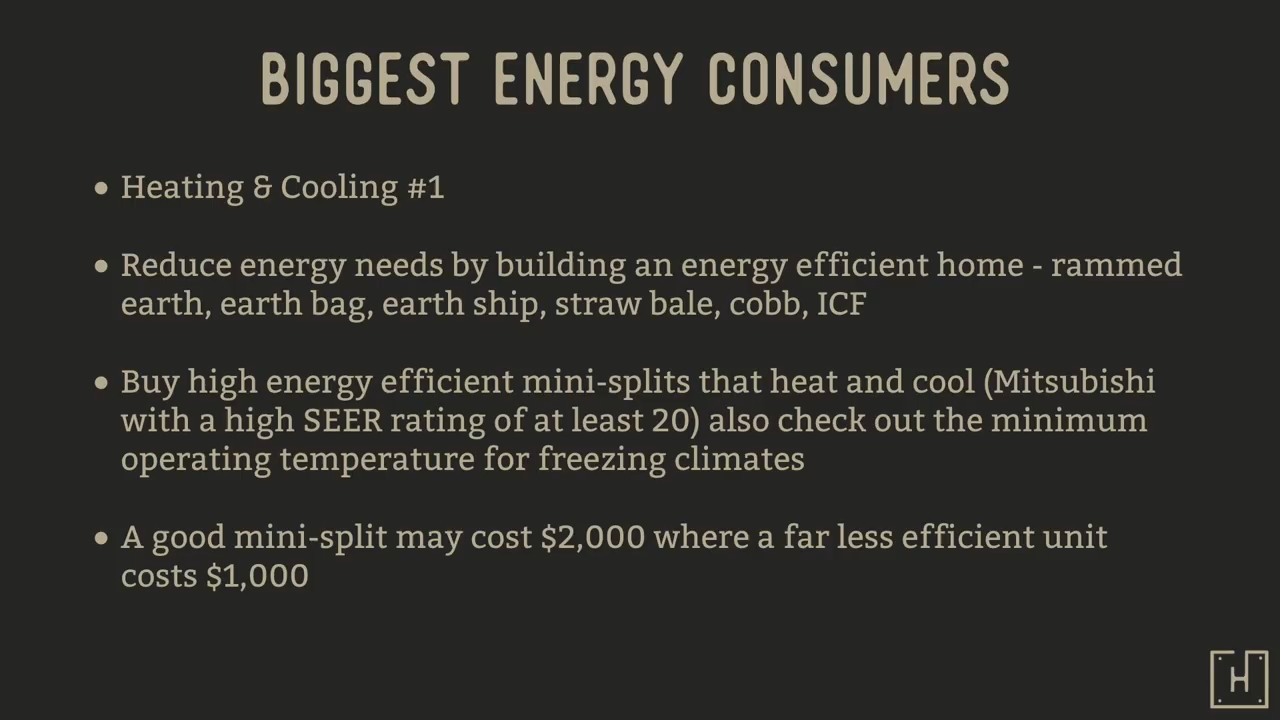 BIGGEST ENERGY CONSUMERS
• Heating & Cooling #1
• Reduce energy needs by building an energy efficient home - rammed
earth, earth bag, earth ship, straw bale, cobb, ICF
• Buy high energy efficient mini-splits that heat and cool (Mitsubishi
with a high SEER rating of at least 20) also check out the minimum
operating temperature for freezing climates
• A good mini-split may cost $2,000 where a far less efficient unit
costs $1,000
H